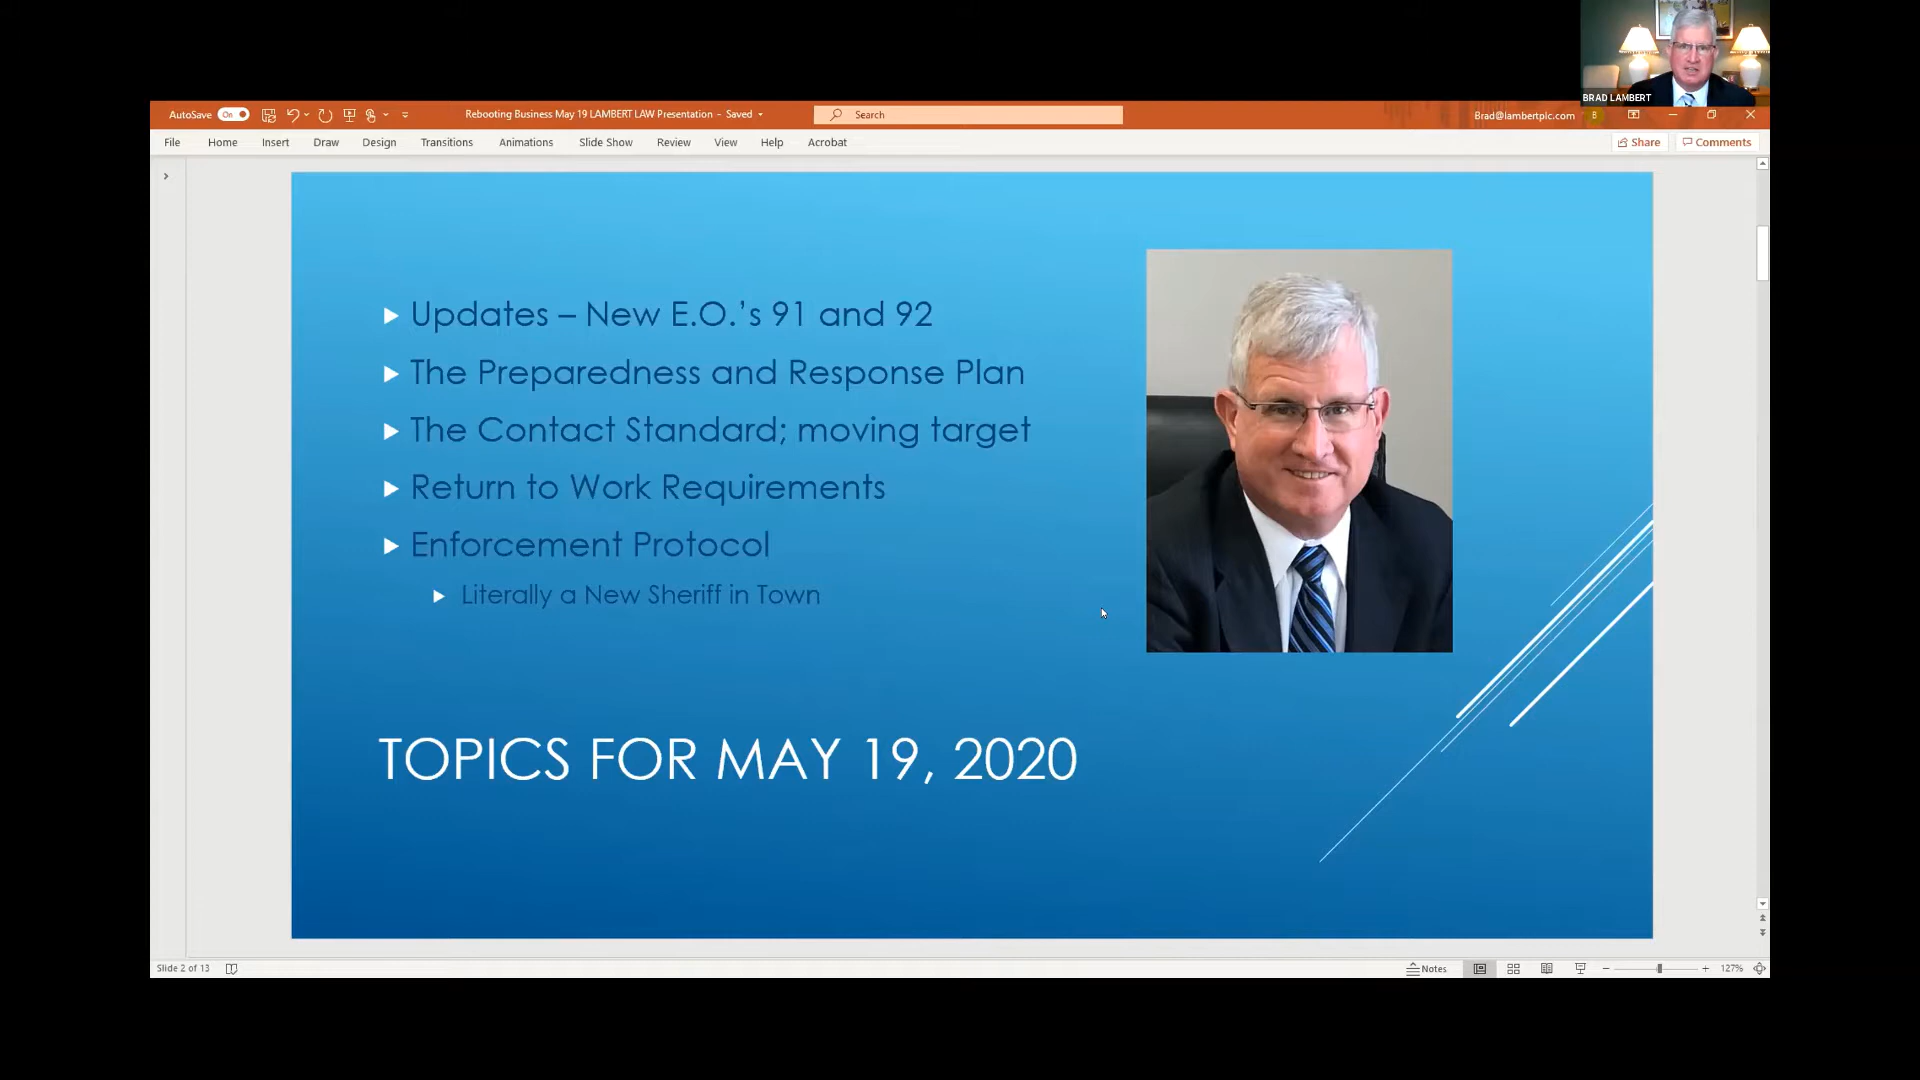 BRAD LAMBERT
AutoSave On Rebooting Business May 19 LAMBERT LAW Presentation – Saved Search Brad@lambertplc.com B
File Home Insert Draw Design Transitions Animations Slide Show Review View Help Acrobat Share Comments
Updates – New E.O.’s 91 and 92
The Preparedness and Response Plan
The Contact Standard; moving target
Return to Work Requirements
Enforcement Protocol
Literally a New Sheriff in Town
TOPICS FOR MAY 19, 2020
Slide 2 of 13 Notes 127%